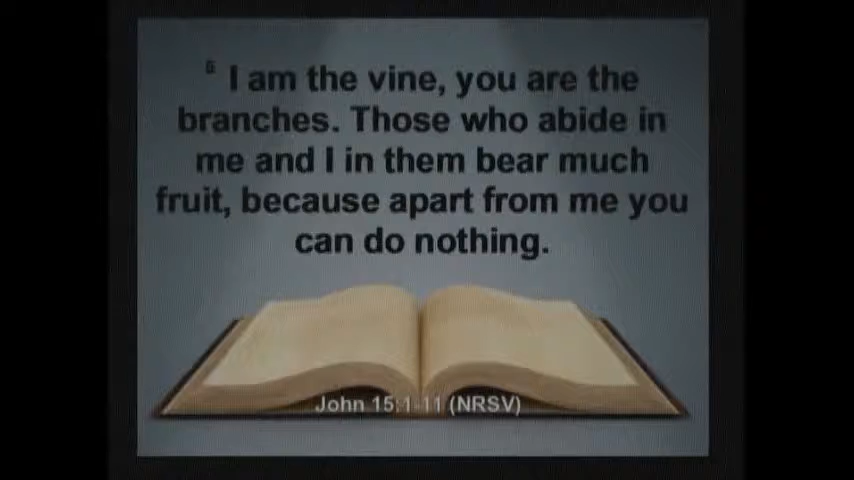 5 I am the vine, you are the
branches. Those who abide in
me and I in them bear much
fruit, because apart from me you
can do nothing.
John 15:1-11 (NRSV)